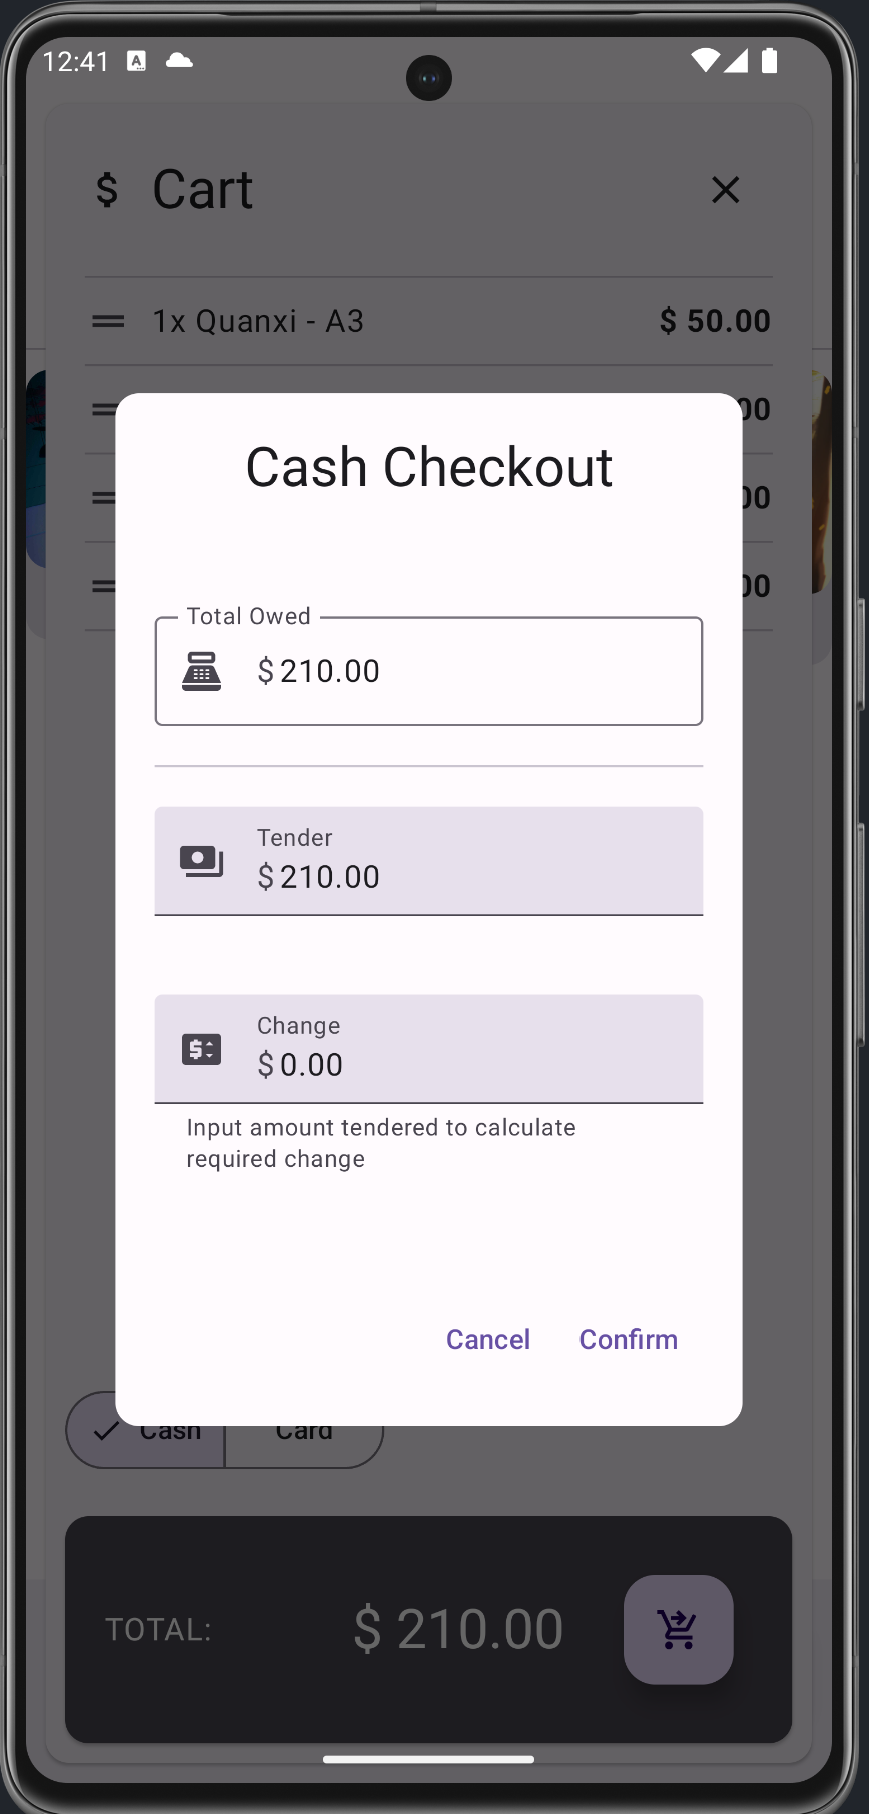 12:41
$ Cart
1x Quanxi - A3 $ 50.00
00
00
00
Cash Checkout
Total Owed
$ 210.00
Tender
$ 210.00
Change
$ 0.00
Input amount tendered to calculate
required change
Cancel Confirm
Cash Card
TOTAL: $ 210.00